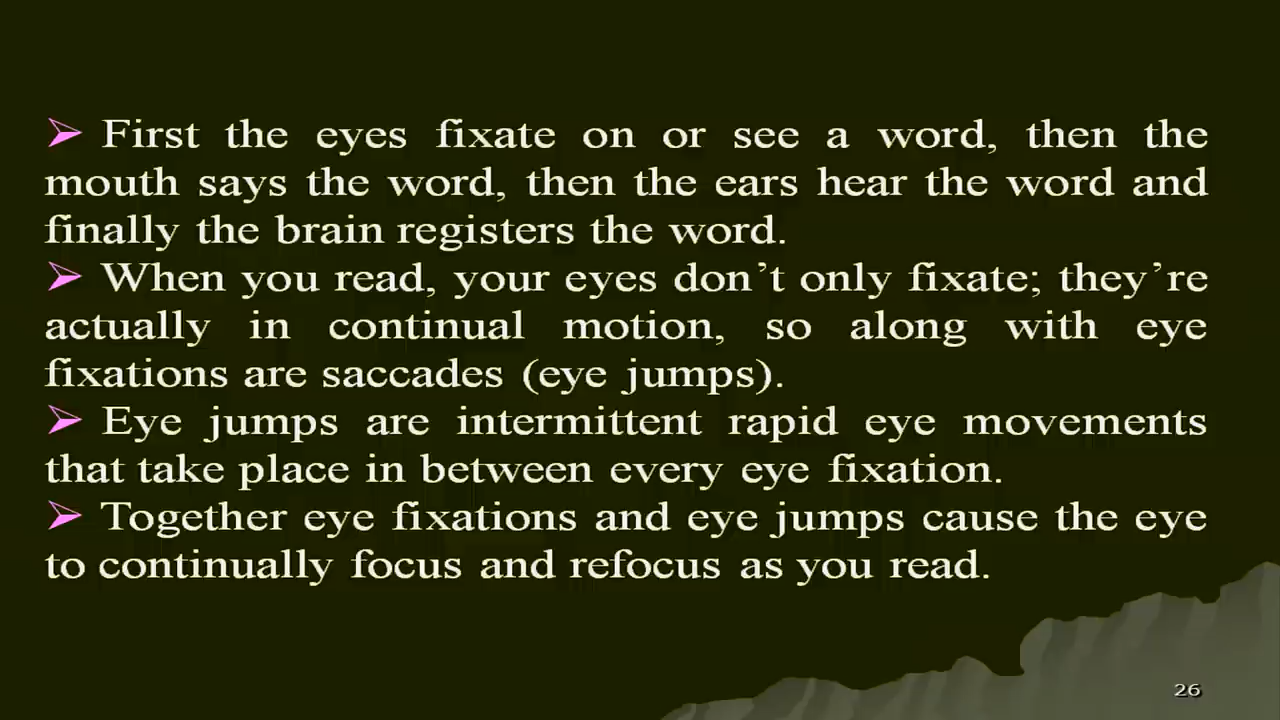 ➢ First the eyes fixate on or see a word, then the
mouth says the word, then the ears hear the word and
finally the brain registers the word.
➢ When you read, your eyes don’t only fixate; they’re
actually in continual motion, so along with eye
fixations are saccades (eye jumps).
➢ Eye jumps are intermittent rapid eye movements
that take place in between every eye fixation.
➢ Together eye fixations and eye jumps cause the eye
to continually focus and refocus as you read.
26